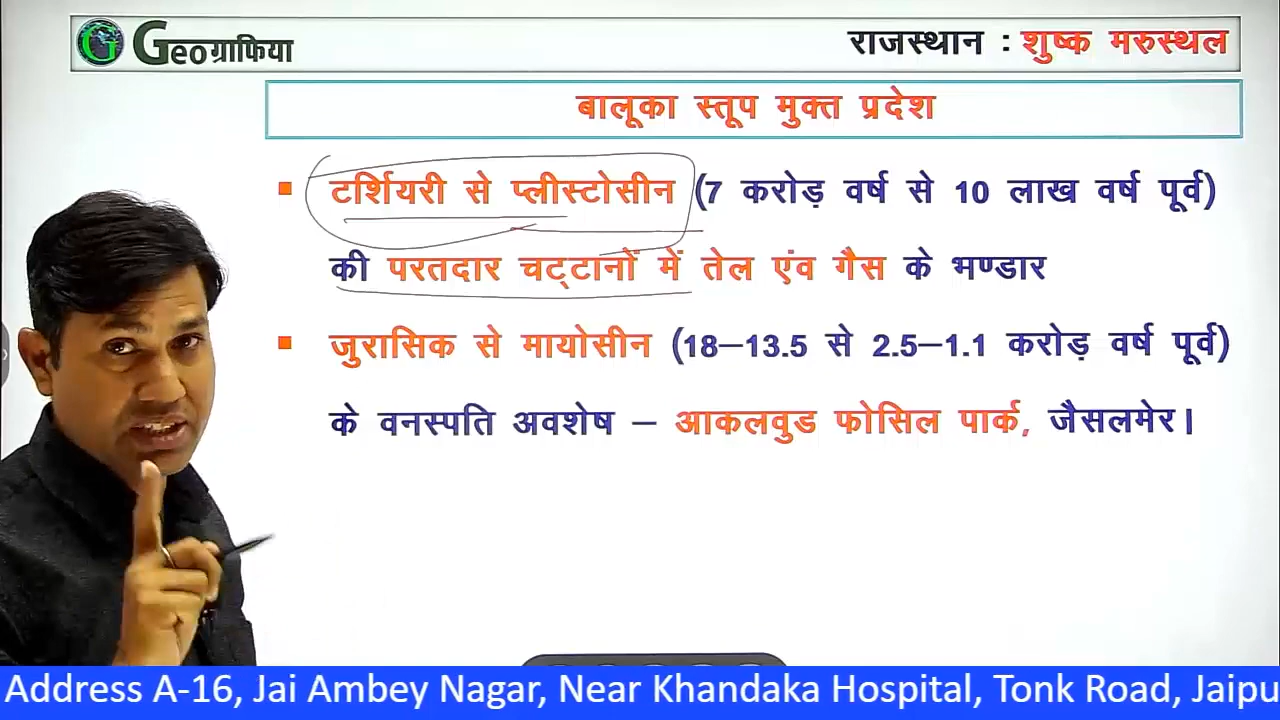 Geoग्राफिया
राजस्थान : शुष्क मरुस्थल
बालूका स्तूप मुक्त प्रदेश
▪ टर्शियरी से प्लीस्टोसीन (7 करोड़ वर्ष से 10 लाख वर्ष पूर्व)
की परतदार चट्टानों में तेल एंव गैस के भण्डार
▪ जुरासिक से मायोसीन (18–13.5 से 2.5–1.1 करोड़ वर्ष पूर्व)
के वनस्पति अवशेष – आकलवुड फोसिल पार्क, जैसलमेर।
Address A-16, Jai Ambey Nagar, Near Khandaka Hospital, Tonk Road, Jaipu